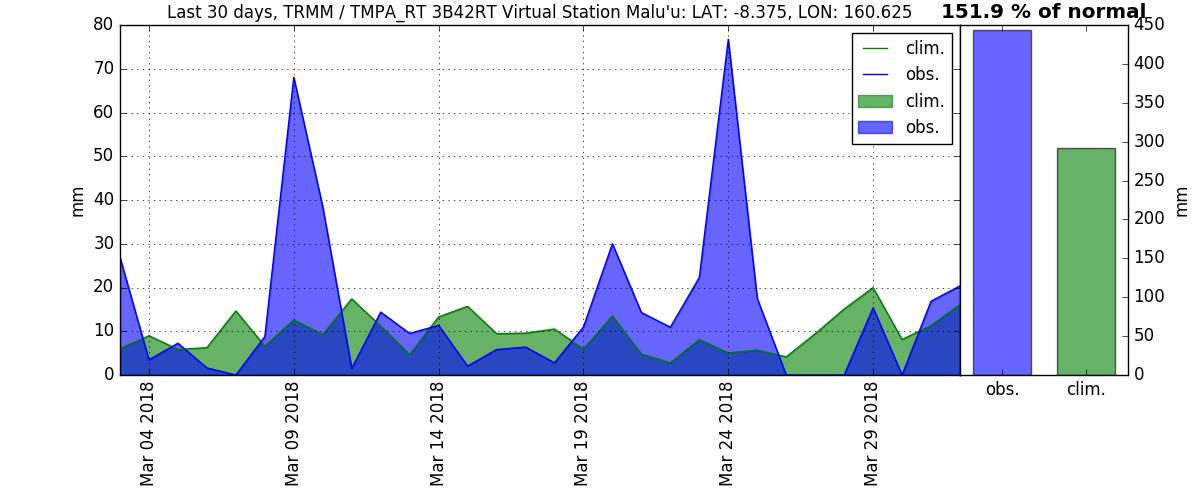 Last 30 days, TRMM / TMPA_RT 3B42RT Virtual Station Malu'u: LAT: -8.375, LON: 160.625
151.9 % of normal
80
70
60
50
40
30
20
10
0
mm
clim.
obs.
clim.
obs.
Mar 04 2018
Mar 09 2018
Mar 14 2018
Mar 19 2018
Mar 24 2018
Mar 29 2018
450
400
350
300
250
200
150
100
50
0
mm
obs.
clim.